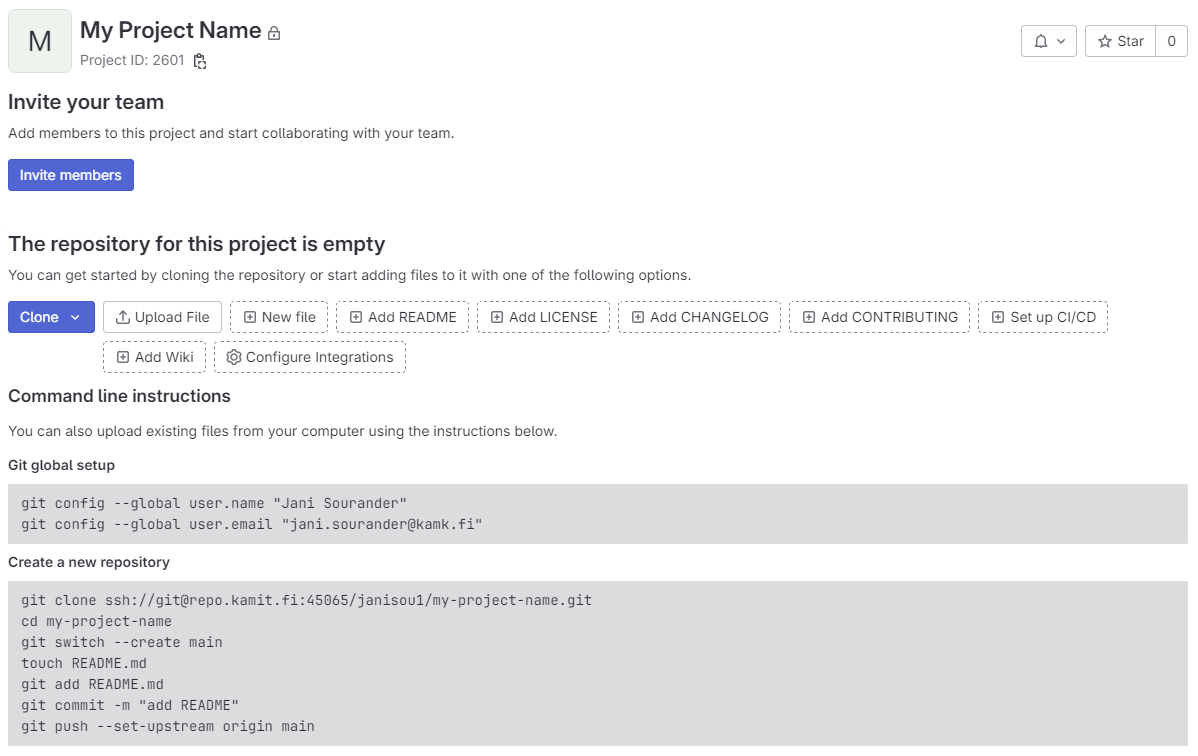 M
My Project Name
Project ID: 2601
Star 0
Invite your team
Add members to this project and start collaborating with your team.
Invite members
The repository for this project is empty
You can get started by cloning the repository or start adding files to it with one of the following options.
Clone Upload File New file Add README Add LICENSE Add CHANGELOG Add CONTRIBUTING Set up CI/CD
Add Wiki Configure Integrations
Command line instructions
You can also upload existing files from your computer using the instructions below.
Git global setup
git config --global user.name "Jani Sourander"
git config --global user.email "jani.sourander@kamk.fi"
Create a new repository
git clone ssh://git@repo.kamit.fi:45065/janisou1/my-project-name.git
cd my-project-name
git switch --create main
touch README.md
git add README.md
git commit -m "add README"
git push --set-upstream origin main